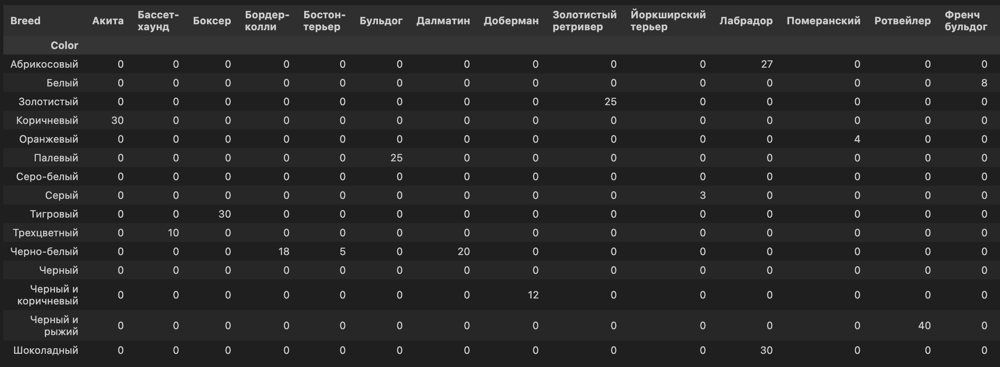 Breed Акита Бассет-хаунд Боксер Бордер-колли Бостон-терьер Бульдог Далматин Доберман Золотистый ретривер Йоркширский терьер Лабрадор Померанский Ротвейлер Френч бульдог
Color
Абрикосовый 0 0 0 0 0 0 0 0 0 0 27 0 0 0
Белый 0 0 0 0 0 0 0 0 0 0 0 0 0 8
Золотистый 0 0 0 0 0 0 0 0 25 0 0 0 0 0
Коричневый 30 0 0 0 0 0 0 0 0 0 0 0 0 0
Оранжевый 0 0 0 0 0 0 0 0 0 0 0 4 0 0
Палевый 0 0 0 0 0 25 0 0 0 0 0 0 0 0
Серо-белый 0 0 0 0 0 0 0 0 0 0 0 0 0 0
Серый 0 0 0 0 0 0 0 0 0 3 0 0 0 0
Тигровый 0 0 30 0 0 0 0 0 0 0 0 0 0 0
Трехцветный 0 10 0 0 0 0 0 0 0 0 0 0 0 0
Черно-белый 0 0 0 18 5 0 20 0 0 0 0 0 0 0
Черный 0 0 0 0 0 0 0 0 0 0 0 0 0 0
Черный и коричневый 0 0 0 0 0 0 0 12 0 0 0 0 0 0
Черный и рыжий 0 0 0 0 0 0 0 0 0 0 0 0 40 0
Шоколадный 0 0 0 0 0 0 0 0 0 0 30 0 0 0